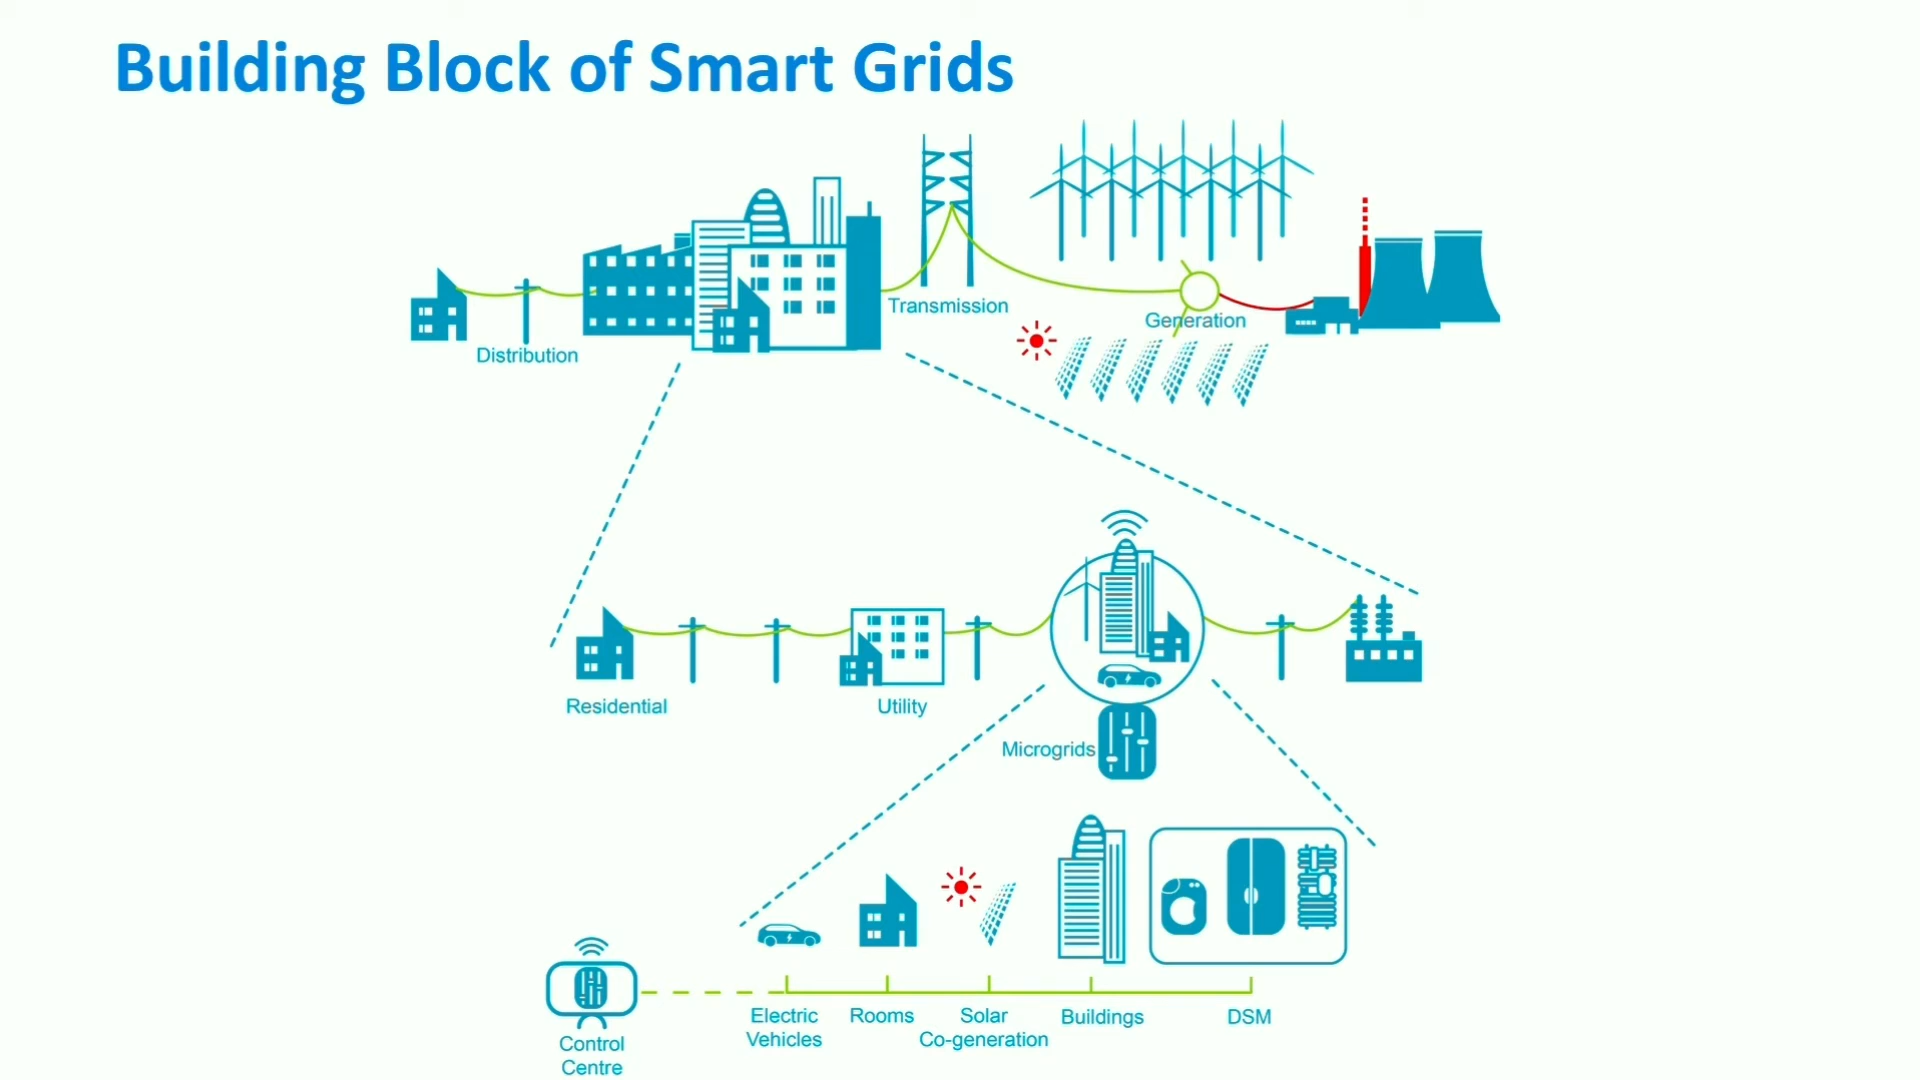 Building Block of Smart Grids
Transmission
Generation
Distribution
Residential
Utility
Microgrids
Electric
Vehicles
Rooms
Solar
Co-generation
Buildings
DSM
Control
Centre